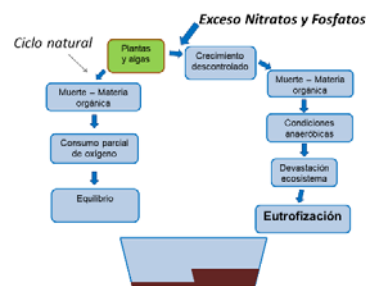 Exceso Nitratos y Fosfatos
Ciclo natural
Plantas
y algas
Crecimiento
descontrolado
Muerte – Materia
orgánica
Consumo parcial
de oxígeno
Equilibrio
Muerte – Materia
orgánica
Condiciones
anaeróbicas
Devastación
ecosistema
Eutrofización